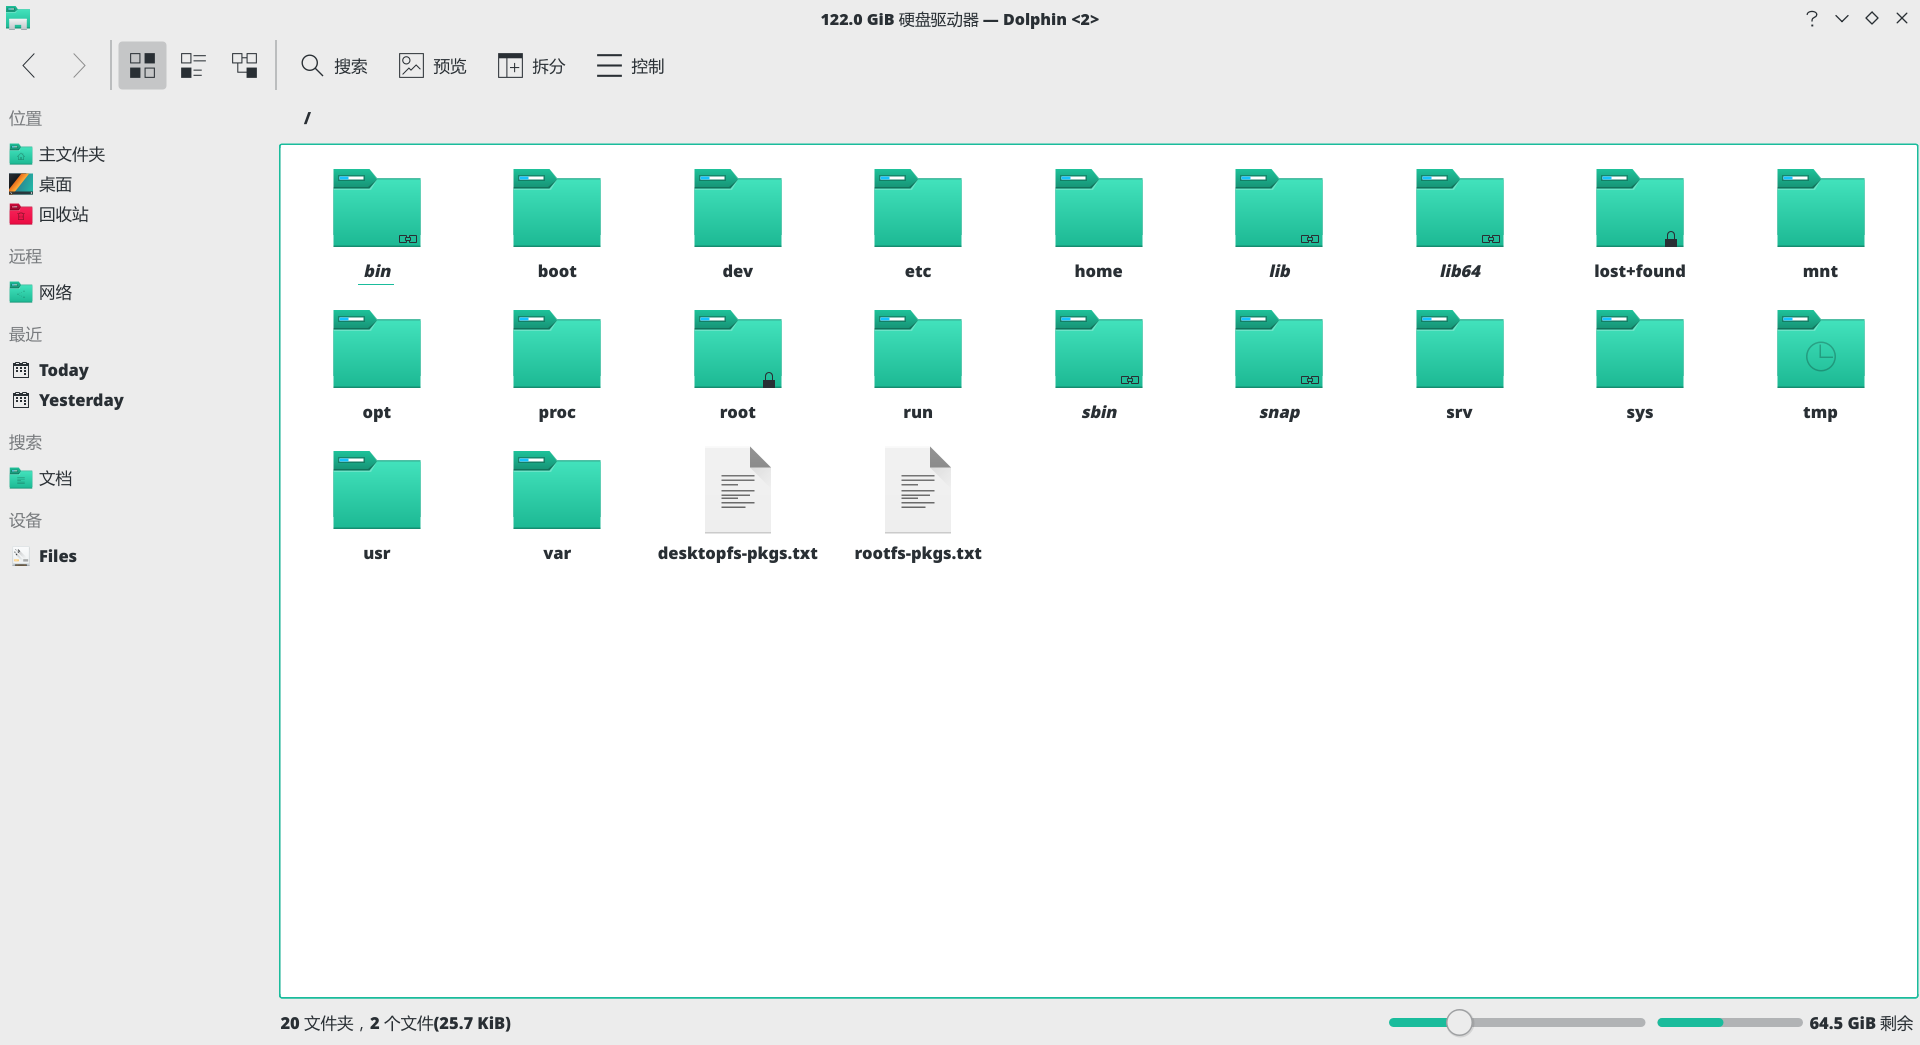 122.0 GiB 硬盘驱动器 — Dolphin <2>
搜索 预览 拆分 控制
位置
主文件夹
桌面
回收站
远程
网络
最近
Today
Yesterday
搜索
文档
设备
Files
/
bin boot dev etc home lib lib64 lost+found mnt
opt proc root run sbin snap srv sys tmp
usr var desktopfs-pkgs.txt rootfs-pkgs.txt
20 文件夹，2 个文件(25.7 KiB)
64.5 GiB 剩余